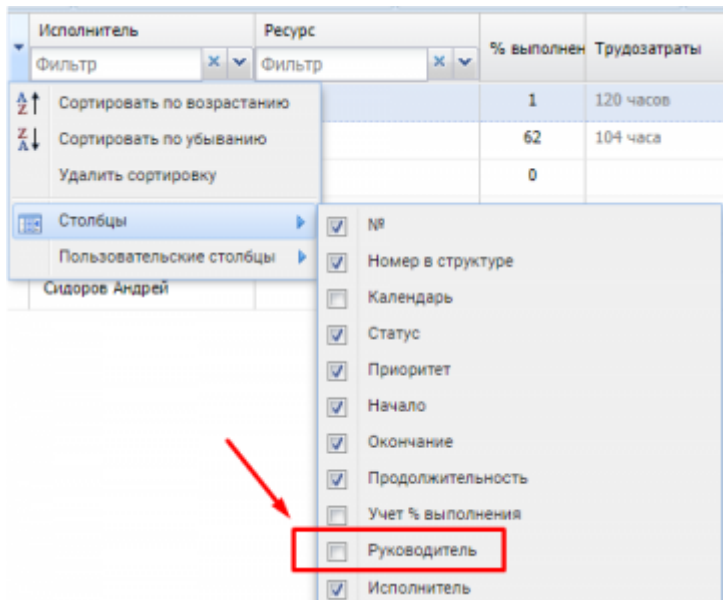 Исполнитель Ресурс % выполнен Трудозатраты
Фильтр Фильтр
Сортировать по возрастанию 1 120 часов
Сортировать по убыванию 62 104 часа
Удалить сортировку 0
Столбцы
№
Пользовательские столбцы
Номер в структуре
Сидоров Андрей
Календарь
Статус
Приоритет
Начало
Окончание
Продолжительность
Учет % выполнения
Руководитель
Исполнитель